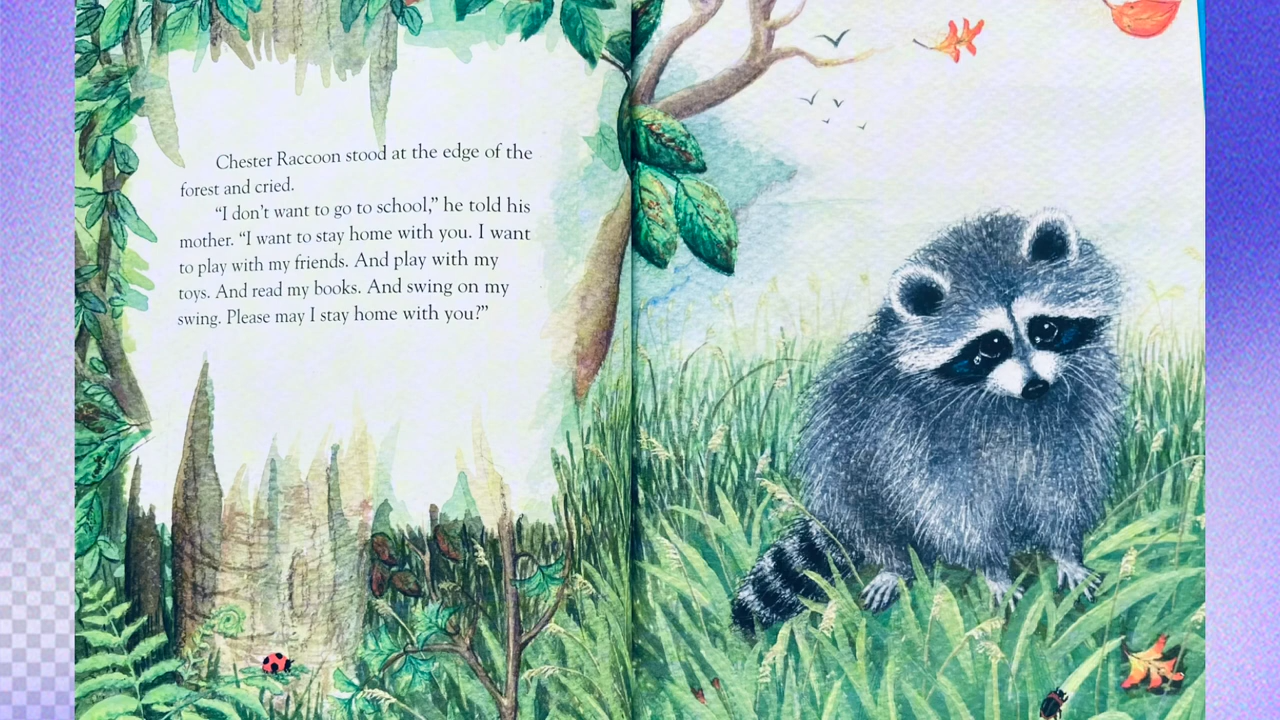 Chester Raccoon stood at the edge of the
forest and cried.
“I don’t want to go to school,” he told his
mother. “I want to stay home with you. I want
to play with my friends. And play with my
toys. And read my books. And swing on my
swing. Please may I stay home with you?”